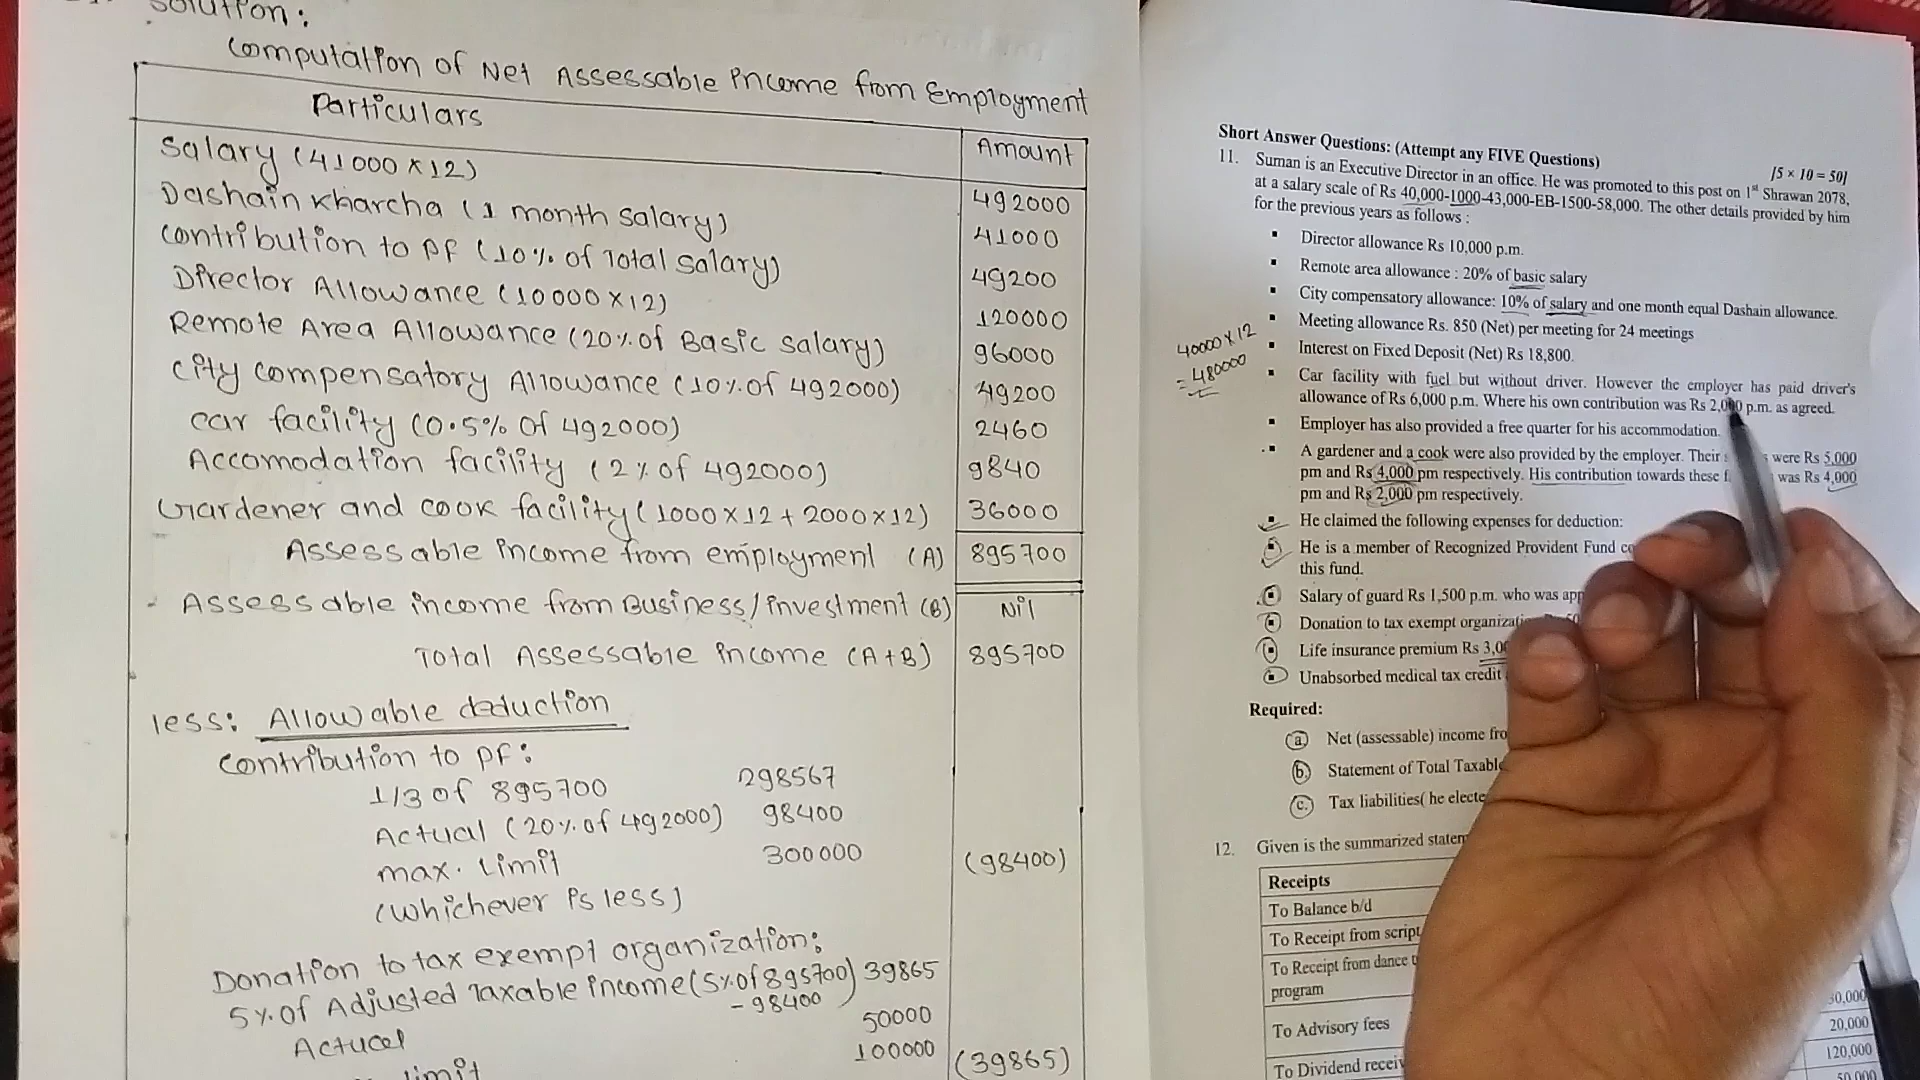 Solution:
Computation of Net Assessable Income from Employment
Particulars
Amount
Salary (41000 x 12)
492000
Dashain kharcha (1 month salary)
41000
Contribution to PF (10% of Total salary)
49200
Director Allowance (10000 x 12)
120000
Remote Area Allowance (20% of Basic salary)
96000
City compensatory Allowance (10% of 492000)
49200
car facility (0.5% of 492000)
2460
Accomodation facility (2% of 492000)
9840
Gardener and cook facility (1000 x 12 + 2000 x 12)
36000
Assessable income from employment (A)
895700
Assessable income from Business/investment (B)
Nil
Total Assessable income (A+B)
895700
less: Allowable deduction
Contribution to PF:
1/3 of 895700 298567
Actual (20% of 492000) 98400
max. Limit 300000
(98400)
(whichever is less)
Donation to tax exempt organization:
5% of Adjusted Taxable income (5% of 895700) 39865
- 98400
Actual 50000
limit 100000
(39865)
Short Answer Questions: (Attempt any FIVE Questions)
[5 × 10 = 50]
11. Suman is an Executive Director in an office. He was promoted to this post on 1st Shrawan 2078,
at a salary scale of Rs 40,000-1000-43,000-EB-1500-58,000. The other details provided by him
for the previous years as follows :
▪ Director allowance Rs 10,000 p.m.
▪ Remote area allowance : 20% of basic salary
▪ City compensatory allowance: 10% of salary and one month equal Dashain allowance.
▪ Meeting allowance Rs. 850 (Net) per meeting for 24 meetings
▪ Interest on Fixed Deposit (Net) Rs 18,800.
▪ Car facility with fuel but without driver. However the employer has paid driver's
allowance of Rs 6,000 p.m. Where his own contribution was Rs 2,000 p.m. as agreed.
▪ Employer has also provided a free quarter for his accommodation.
▪ A gardener and a cook were also provided by the employer. Their were Rs 5,000
pm and Rs 4,000 pm respectively. His contribution towards these was Rs 4,000
pm and Rs 2,000 pm respectively.
▪ He claimed the following expenses for deduction:
▪ He is a member of Recognized Provident Fund
this fund.
▪ Salary of guard Rs 1,500 p.m. who was
▪ Donation to tax exempt
▪ Life insurance premium Rs
▪ Unabsorbed medical tax credit
40000 x 12
= 480000
Required:
(a) Net (assessable) income
(b) Statement of Total
(c.) Tax liabilities( he
12. Given is the summarized
Receipts
To Balance b/d
To Receipt from
To Receipt from dance
program
To Advisory fees
20,000
To Dividend
120,000